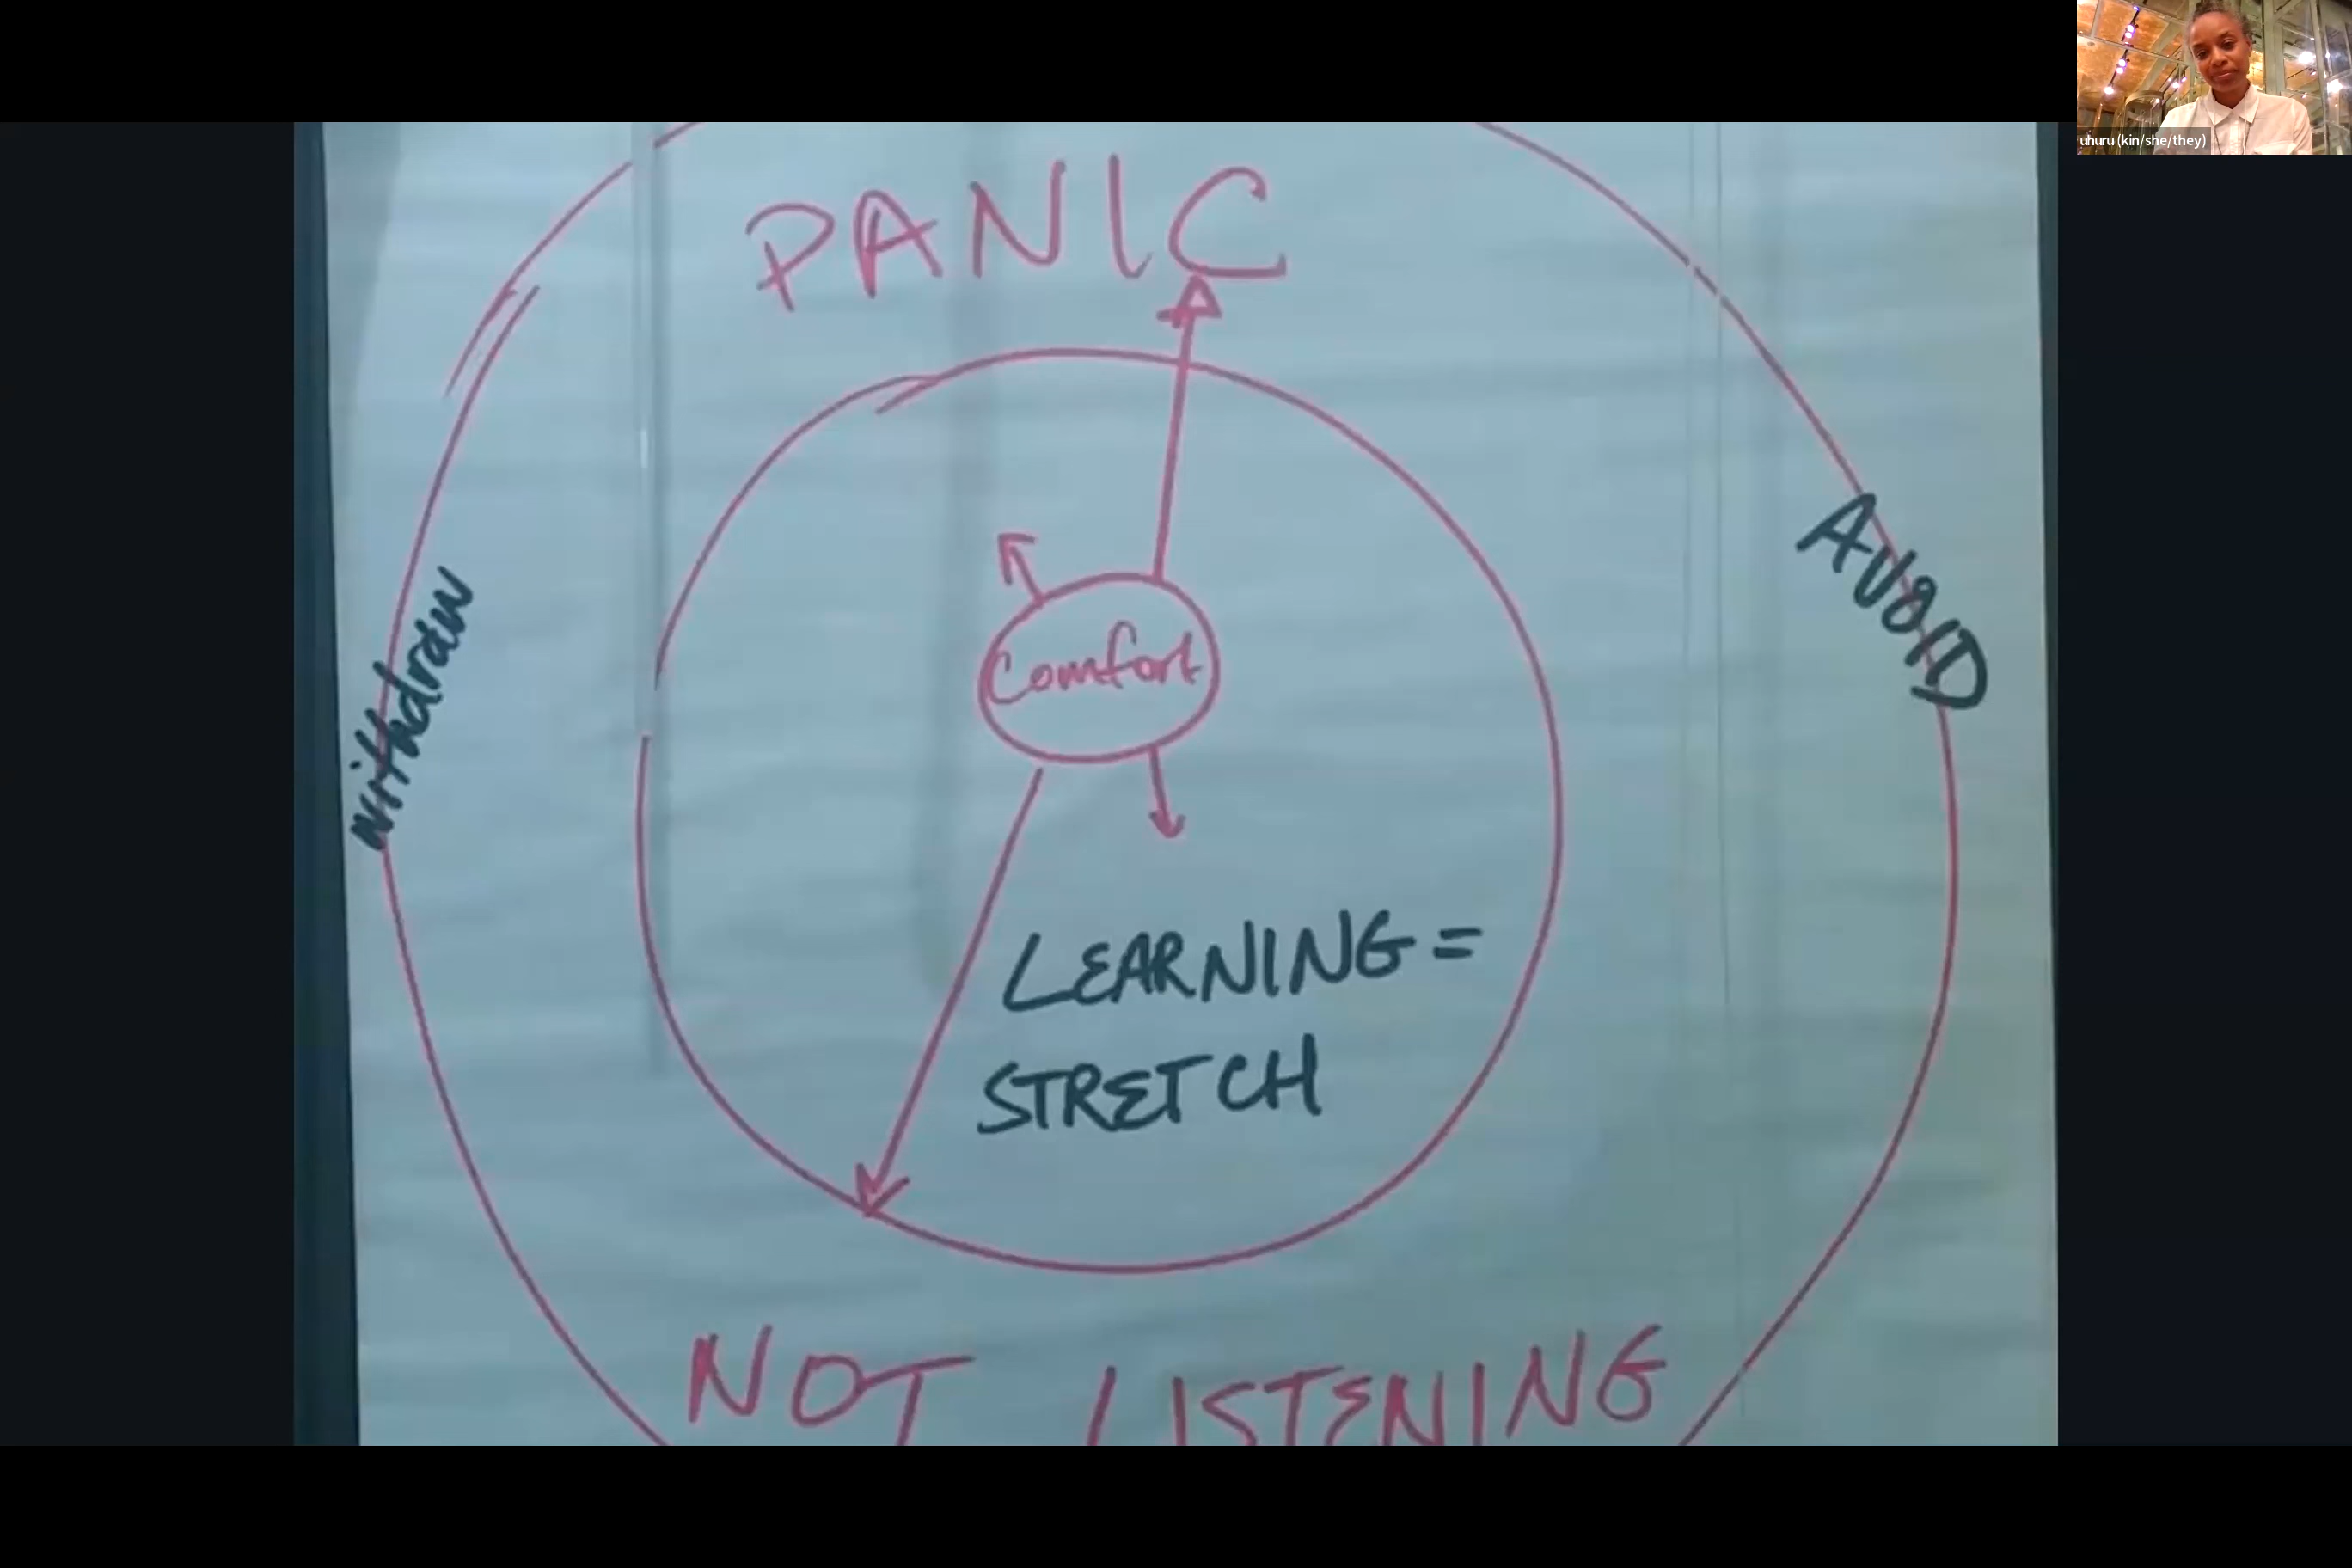 uhuru (kin/she/they)
PANIC
AVOID
withdraw
Comfort
LEARNING =
STRETCH
NOT LISTENING